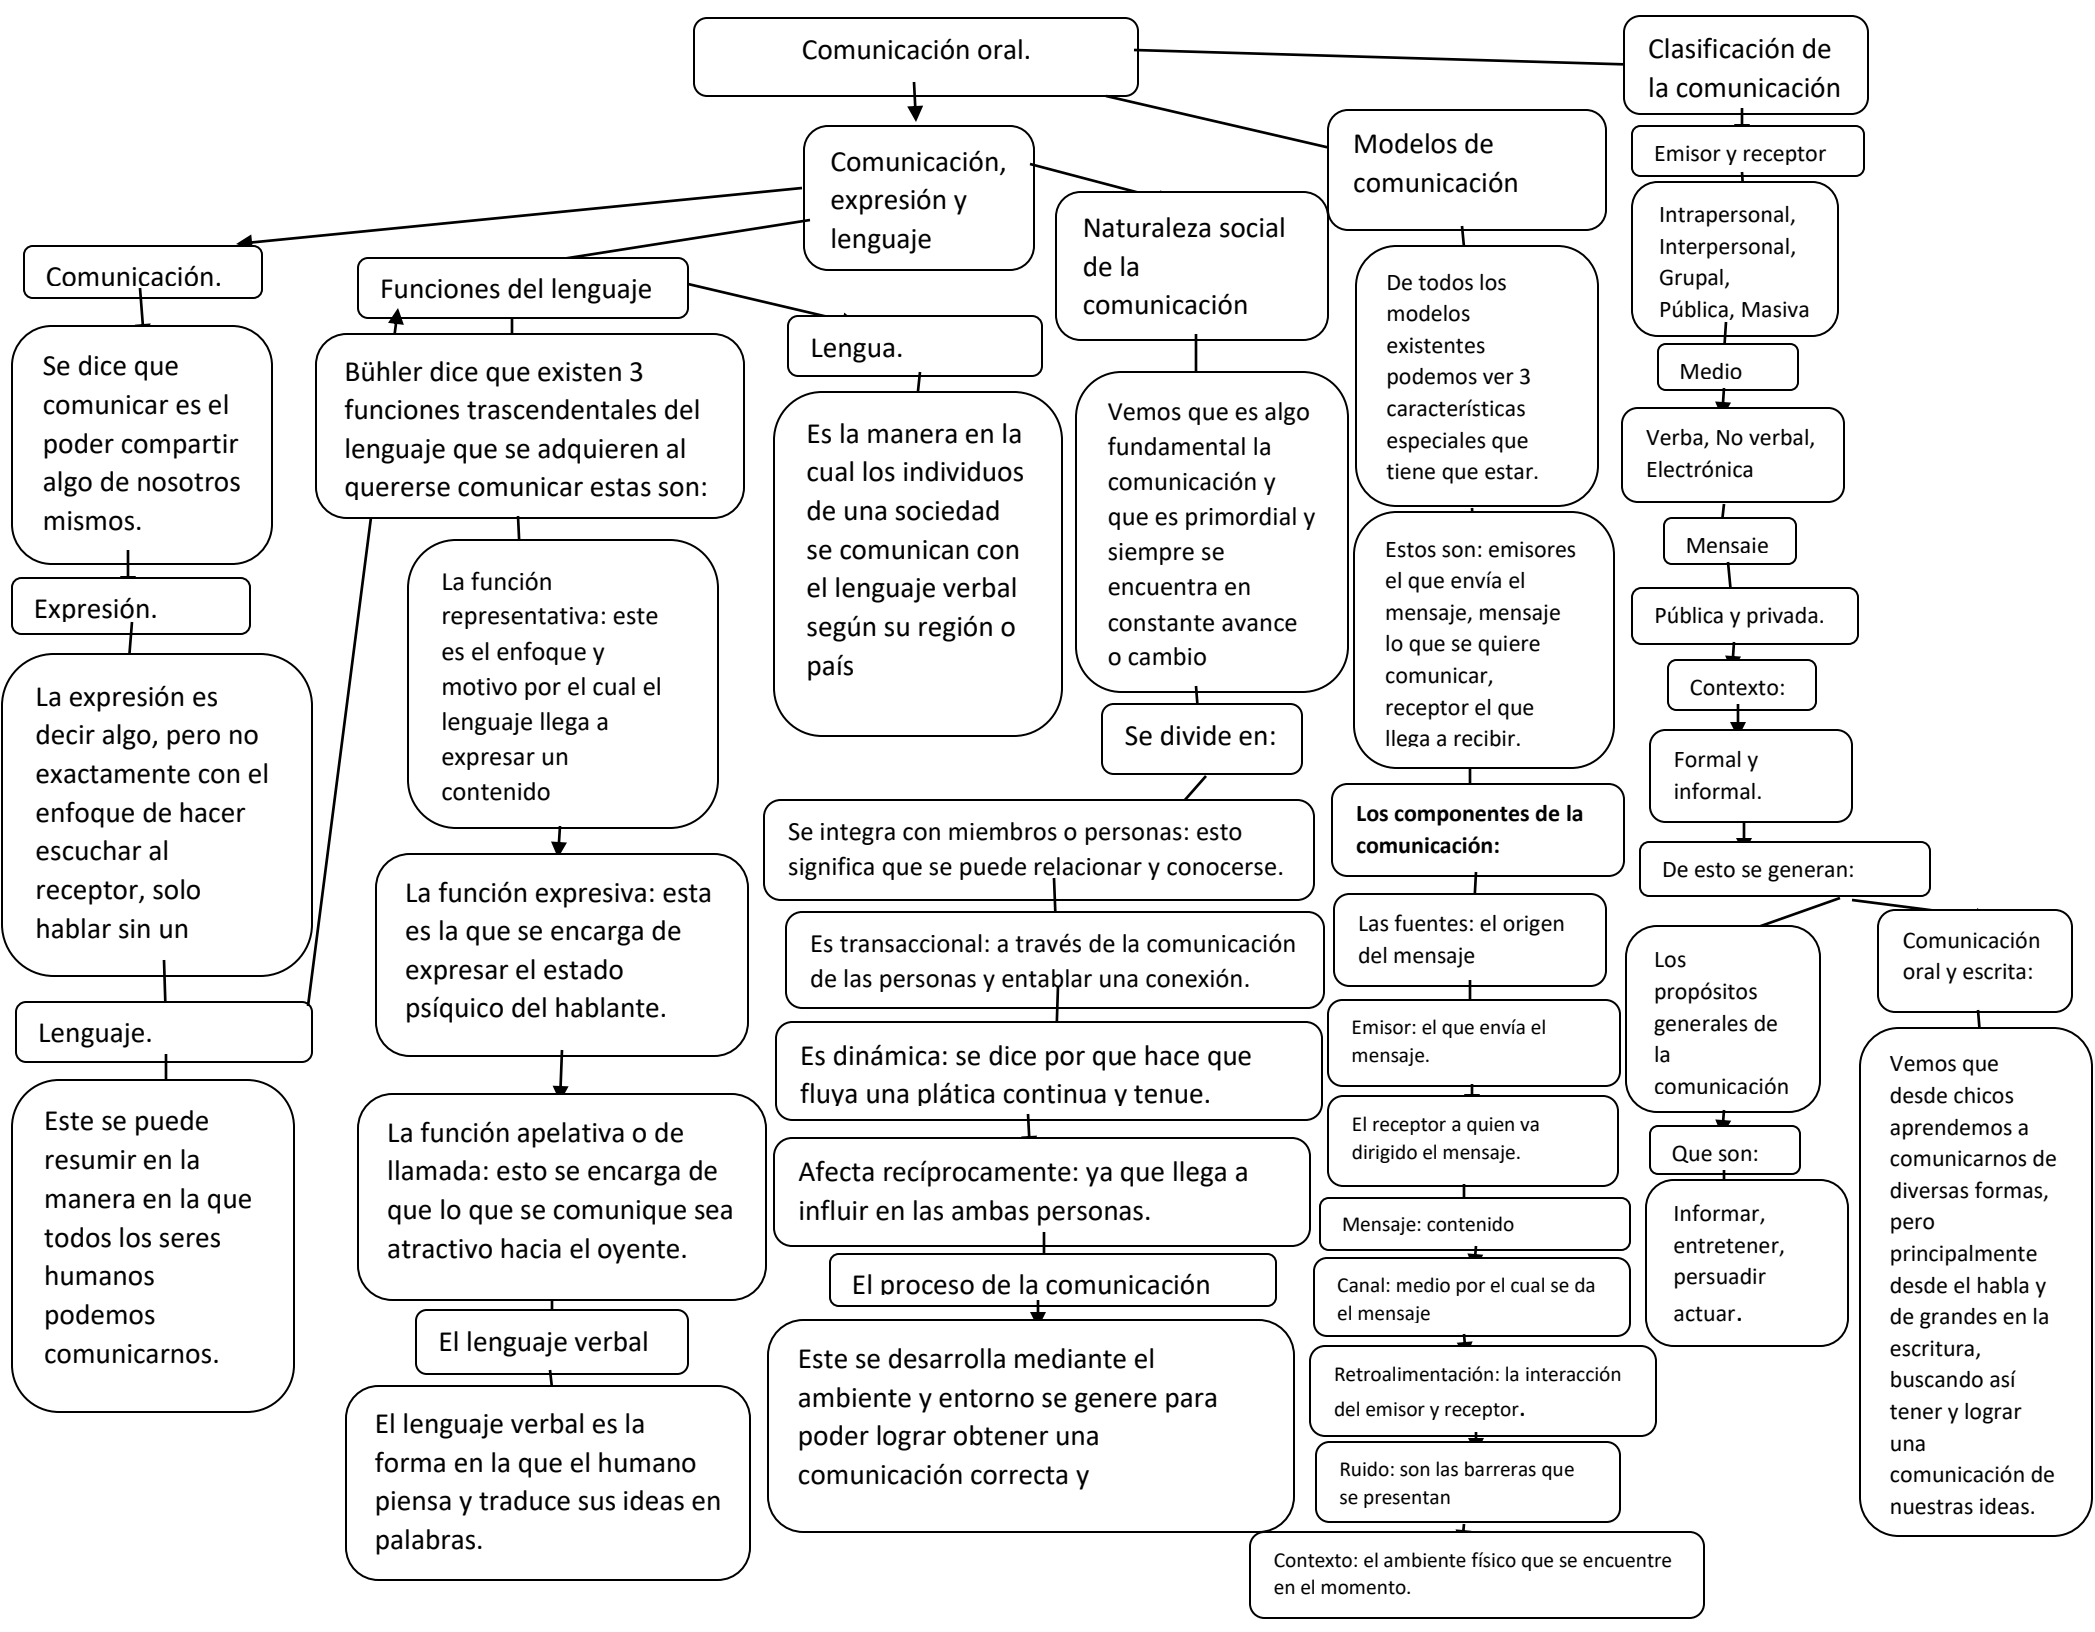 Comunicación oral.
Comunicación,
expresión y
lenguaje
Comunicación.
Se dice que
comunicar es el
poder compartir
algo de nosotros
mismos.
Expresión.
La expresión es
decir algo, pero no
exactamente con el
enfoque de hacer
escuchar al
receptor, solo
hablar sin un
Lenguaje.
Este se puede
resumir en la
manera en la que
todos los seres
humanos
podemos
comunicarnos.
Funciones del lenguaje
Bühler dice que existen 3
funciones trascendentales del
lenguaje que se adquieren al
quererse comunicar estas son:
La función
representativa: este
es el enfoque y
motivo por el cual el
lenguaje llega a
expresar un
contenido
La función expresiva: esta
es la que se encarga de
expresar el estado
psíquico del hablante.
La función apelativa o de
llamada: esto se encarga de
que lo que se comunique sea
atractivo hacia el oyente.
El lenguaje verbal
El lenguaje verbal es la
forma en la que el humano
piensa y traduce sus ideas en
palabras.
Lengua.
Es la manera en la
cual los individuos
de una sociedad
se comunican con
el lenguaje verbal
según su región o
país
Naturaleza social
de la
comunicación
Vemos que es algo
fundamental la
comunicación y
que es primordial y
siempre se
encuentra en
constante avance
o cambio
Se divide en:
Se integra con miembros o personas: esto
significa que se puede relacionar y conocerse.
Es transaccional: a través de la comunicación
de las personas y entablar una conexión.
Es dinámica: se dice por que hace que
fluya una plática continua y tenue.
Afecta recíprocamente: ya que llega a
influir en las ambas personas.
El proceso de la comunicación
Este se desarrolla mediante el
ambiente y entorno se genere para
poder lograr obtener una
comunicación correcta y
Modelos de
comunicación
De todos los
modelos
existentes
podemos ver 3
características
especiales que
tiene que estar.
Estos son: emisores
el que envía el
mensaje, mensaje
lo que se quiere
comunicar,
receptor el que
llega a recibir.
Los componentes de la
comunicación:
Las fuentes: el origen
del mensaje
Emisor: el que envía el
mensaje.
El receptor a quien va
dirigido el mensaje.
Mensaje: contenido
Canal: medio por el cual se da
el mensaje
Retroalimentación: la interacción
del emisor y receptor.
Ruido: son las barreras que
se presentan
Contexto: el ambiente físico que se encuentre
en el momento.
Clasificación de
la comunicación
Emisor y receptor
Intrapersonal,
Interpersonal,
Grupal,
Pública, Masiva
Medio
Verba, No verbal,
Electrónica
Mensaje
Pública y privada.
Contexto:
Formal y
informal.
De esto se generan:
Los
propósitos
generales de
la
comunicación
Que son:
Informar,
entretener,
persuadir
actuar.
Comunicación
oral y escrita:
Vemos que
desde chicos
aprendemos a
comunicarnos de
diversas formas,
pero
principalmente
desde el habla y
de grandes en la
escritura,
buscando así
tener y lograr
una
comunicación de
nuestras ideas.